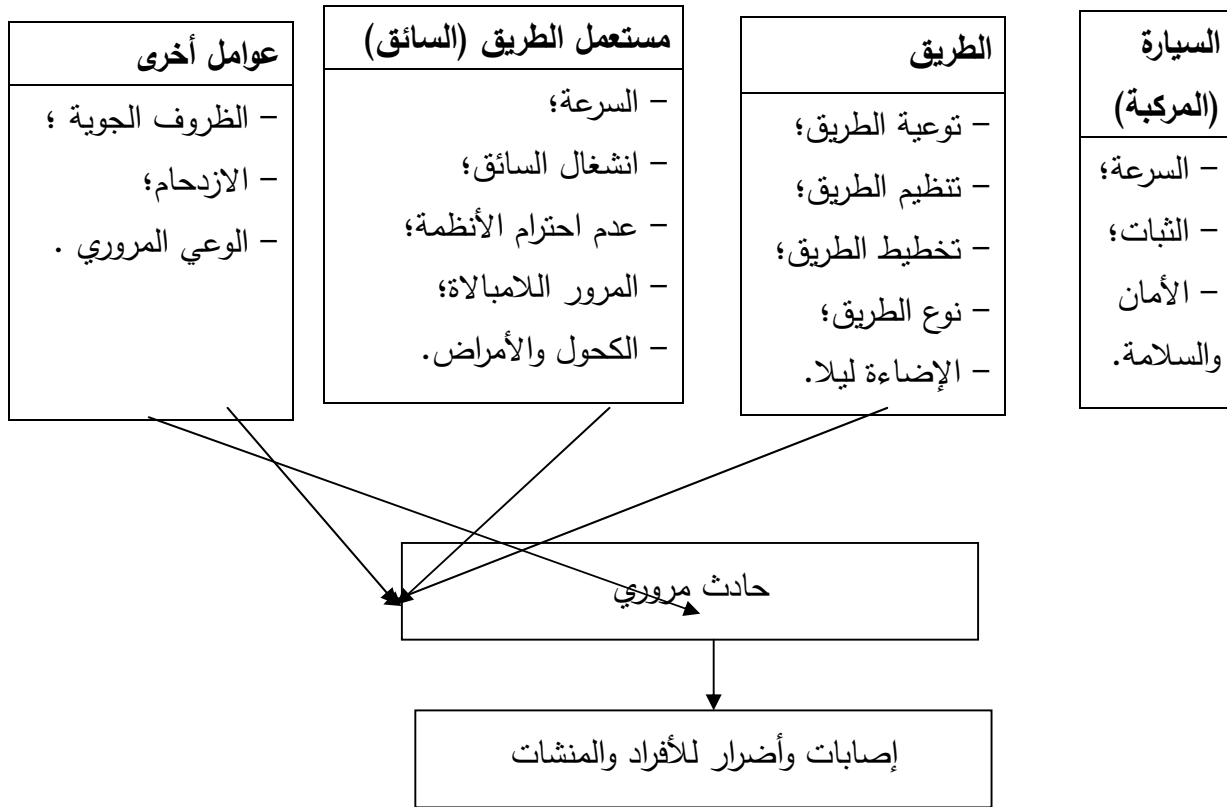 السيارة
(المركبة)
– السرعة؛
– الثبات؛
– الأمان
والسلامة.
الطريق
– توعية الطريق؛
– تنظيم الطريق؛
– تخطيط الطريق؛
– نوع الطريق؛
– الإضاءة ليلا.
مستعمل الطريق (السائق)
– السرعة؛
– انشغال السائق؛
– عدم احترام الأنظمة؛
– المرور اللامبالاة؛
– الكحول والأمراض.
عوامل أخرى
– الظروف الجوية ؛
– الازدحام؛
– الوعي المروري .
حادث مروري
إصابات وأضرار للأفراد والمنشات